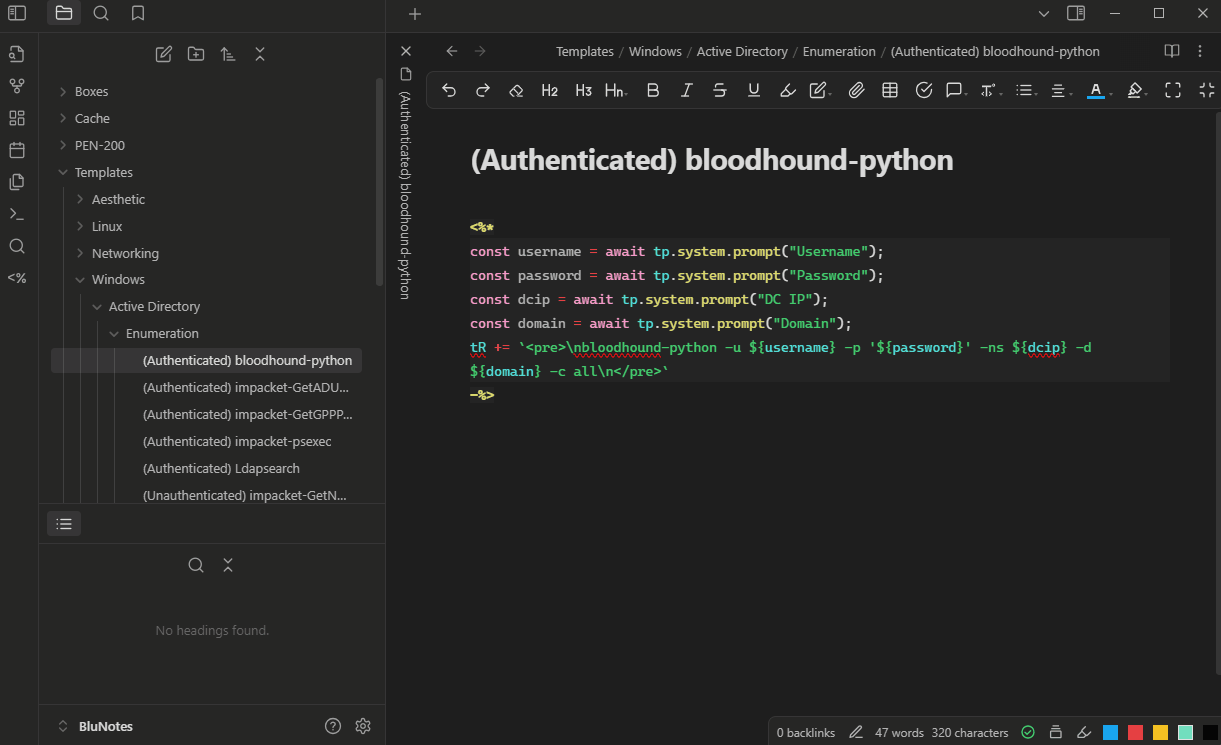 Templates / Windows / Active Directory / Enumeration / (Authenticated) bloodhound-python
H2 H3 Hn B I S U A
Boxes
Cache
PEN-200
Templates
Aesthetic
Linux
Networking
Windows
Active Directory
Enumeration
(Authenticated) bloodhound-python
(Authenticated) impacket-GetADU...
(Authenticated) impacket-GetGPPP...
(Authenticated) impacket-psexec
(Authenticated) Ldapsearch
(Unauthenticated) impacket-GetN...
<%
No headings found.
BluNotes
(Authenticated) bloodhound-python
(Authenticated) bloodhound-python
<%*
const username = await tp.system.prompt("Username");
const password = await tp.system.prompt("Password");
const dcip = await tp.system.prompt("DC IP");
const domain = await tp.system.prompt("Domain");
tR += `<pre>\nbloodhound-python -u ${username} -p '${password}' -ns ${dcip} -d
${domain} -c all\n</pre>`
-%>
0 backlinks 47 words 320 characters